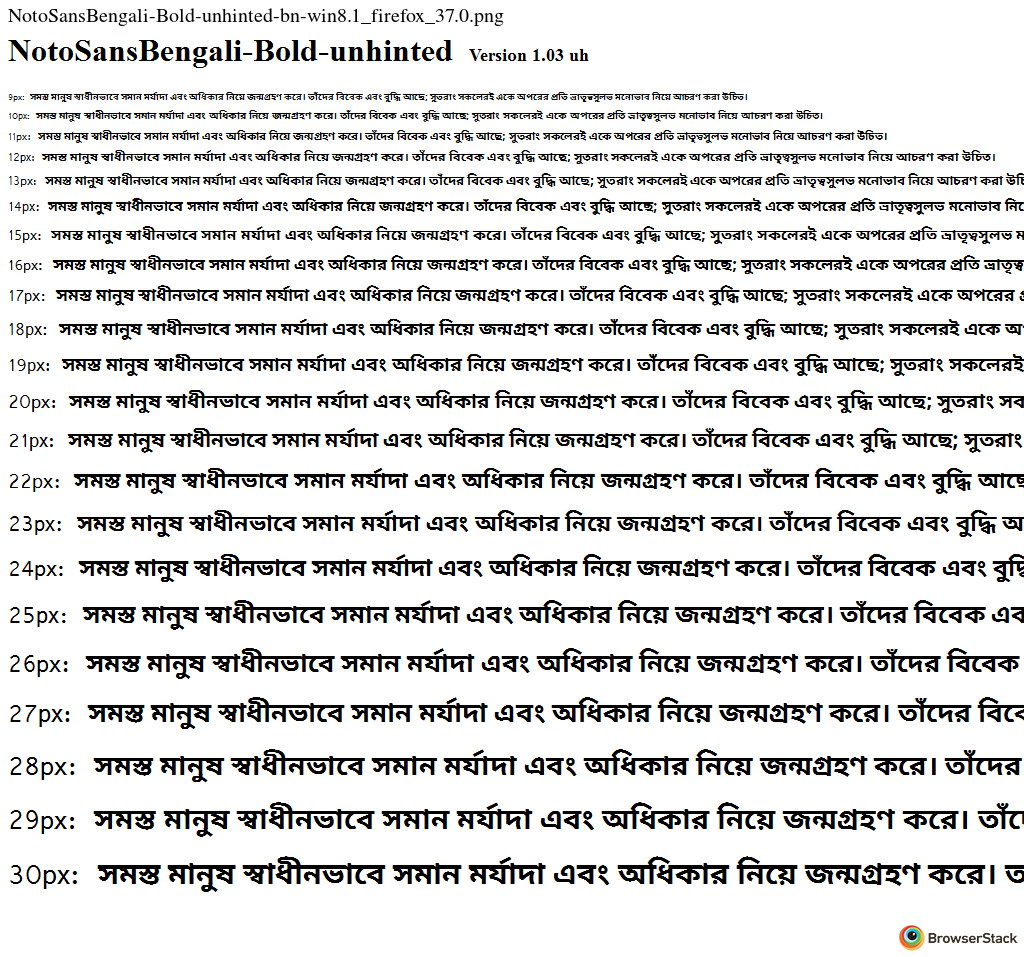 NotoSansBengali-Bold-unhinted-bn-win8.1_firefox_37.0.png
NotoSansBengali-Bold-unhinted Version 1.03 uh
9px: সমস্ত মানুষ স্বাধীনভাবে সমান মর্যাদা এবং অধিকার নিয়ে জন্মগ্রহণ করে। তাঁদের বিবেক এবং বুদ্ধি আছে; সুতরাং সকলেরই একে অপরের প্রতি ভ্রাতৃত্বসুলভ মনোভাব নিয়ে আচরণ করা উচিত।
10px: সমস্ত মানুষ স্বাধীনভাবে সমান মর্যাদা এবং অধিকার নিয়ে জন্মগ্রহণ করে। তাঁদের বিবেক এবং বুদ্ধি আছে; সুতরাং সকলেরই একে অপরের প্রতি ভ্রাতৃত্বসুলভ মনোভাব নিয়ে আচরণ করা উচিত।
11px: সমস্ত মানুষ স্বাধীনভাবে সমান মর্যাদা এবং অধিকার নিয়ে জন্মগ্রহণ করে। তাঁদের বিবেক এবং বুদ্ধি আছে; সুতরাং সকলেরই একে অপরের প্রতি ভ্রাতৃত্বসুলভ মনোভাব নিয়ে আচরণ করা উচিত।
12px: সমস্ত মানুষ স্বাধীনভাবে সমান মর্যাদা এবং অধিকার নিয়ে জন্মগ্রহণ করে। তাঁদের বিবেক এবং বুদ্ধি আছে; সুতরাং সকলেরই একে অপরের প্রতি ভ্রাতৃত্বসুলভ মনোভাব নিয়ে আচরণ করা উচিত।
13px: সমস্ত মানুষ স্বাধীনভাবে সমান মর্যাদা এবং অধিকার নিয়ে জন্মগ্রহণ করে। তাঁদের বিবেক এবং বুদ্ধি আছে; সুতরাং সকলেরই একে অপরের প্রতি ভ্রাতৃত্বসুলভ মনোভাব নিয়ে আচরণ করা
14px: সমস্ত মানুষ স্বাধীনভাবে সমান মর্যাদা এবং অধিকার নিয়ে জন্মগ্রহণ করে। তাঁদের বিবেক এবং বুদ্ধি আছে; সুতরাং সকলেরই একে অপরের প্রতি ভ্রাতৃত্বসুলভ মনোভাব
15px: সমস্ত মানুষ স্বাধীনভাবে সমান মর্যাদা এবং অধিকার নিয়ে জন্মগ্রহণ করে। তাঁদের বিবেক এবং বুদ্ধি আছে; সুতরাং সকলেরই একে অপরের প্রতি ভ্রাতৃত্বসুলভ
16px: সমস্ত মানুষ স্বাধীনভাবে সমান মর্যাদা এবং অধিকার নিয়ে জন্মগ্রহণ করে। তাঁদের বিবেক এবং বুদ্ধি আছে; সুতরাং সকলেরই একে অপরের প্রতি
17px: সমস্ত মানুষ স্বাধীনভাবে সমান মর্যাদা এবং অধিকার নিয়ে জন্মগ্রহণ করে। তাঁদের বিবেক এবং বুদ্ধি আছে; সুতরাং সকলেরই একে অপরের
18px: সমস্ত মানুষ স্বাধীনভাবে সমান মর্যাদা এবং অধিকার নিয়ে জন্মগ্রহণ করে। তাঁদের বিবেক এবং বুদ্ধি আছে; সুতরাং সকলেরই একে
19px: সমস্ত মানুষ স্বাধীনভাবে সমান মর্যাদা এবং অধিকার নিয়ে জন্মগ্রহণ করে। তাঁদের বিবেক এবং বুদ্ধি আছে; সুতরাং সকলেরই
20px: সমস্ত মানুষ স্বাধীনভাবে সমান মর্যাদা এবং অধিকার নিয়ে জন্মগ্রহণ করে। তাঁদের বিবেক এবং বুদ্ধি আছে; সুতরাং
21px: সমস্ত মানুষ স্বাধীনভাবে সমান মর্যাদা এবং অধিকার নিয়ে জন্মগ্রহণ করে। তাঁদের বিবেক এবং বুদ্ধি আছে; সুতরাং
22px: সমস্ত মানুষ স্বাধীনভাবে সমান মর্যাদা এবং অধিকার নিয়ে জন্মগ্রহণ করে। তাঁদের বিবেক এবং বুদ্ধি আছে
23px: সমস্ত মানুষ স্বাধীনভাবে সমান মর্যাদা এবং অধিকার নিয়ে জন্মগ্রহণ করে। তাঁদের বিবেক এবং বুদ্ধি
24px: সমস্ত মানুষ স্বাধীনভাবে সমান মর্যাদা এবং অধিকার নিয়ে জন্মগ্রহণ করে। তাঁদের বিবেক এবং বুদ্ধি
25px: সমস্ত মানুষ স্বাধীনভাবে সমান মর্যাদা এবং অধিকার নিয়ে জন্মগ্রহণ করে। তাঁদের বিবেক
26px: সমস্ত মানুষ স্বাধীনভাবে সমান মর্যাদা এবং অধিকার নিয়ে জন্মগ্রহণ করে। তাঁদের বিবেক
27px: সমস্ত মানুষ স্বাধীনভাবে সমান মর্যাদা এবং অধিকার নিয়ে জন্মগ্রহণ করে। তাঁদের
28px: সমস্ত মানুষ স্বাধীনভাবে সমান মর্যাদা এবং অধিকার নিয়ে জন্মগ্রহণ করে। তাঁদের
29px: সমস্ত মানুষ স্বাধীনভাবে সমান মর্যাদা এবং অধিকার নিয়ে জন্মগ্রহণ করে।
30px: সমস্ত মানুষ স্বাধীনভাবে সমান মর্যাদা এবং অধিকার নিয়ে জন্মগ্রহণ করে।
BrowserStack